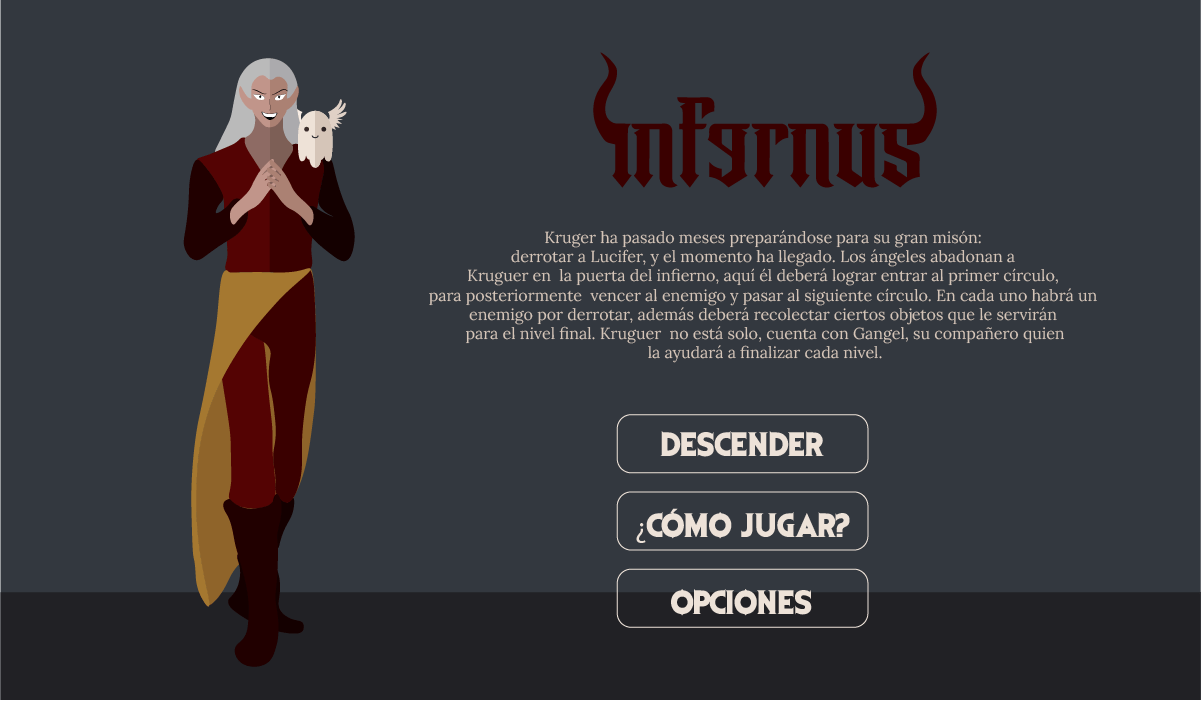 infernus
Kruger ha pasado meses preparándose para su gran misón:
derrotar a Lucifer, y el momento ha llegado. Los ángeles abadonan a
Kruguer en  la puerta del infierno, aquí él deberá lograr entrar al primer círculo,
para posteriormente  vencer al enemigo y pasar al siguiente círculo. En cada uno habrá un
enemigo por derrotar, además deberá recolectar ciertos objetos que le servirán
para el nivel final. Kruguer  no está solo, cuenta con Gangel, su compañero quien
la ayudará a finalizar cada nivel.
DESCENDER
¿CÓMO JUGAR?
OPCIONES